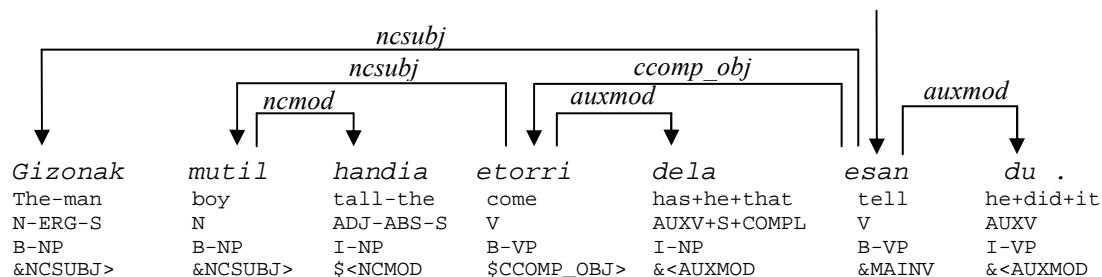 ncsubj
ncsubj ccomp_obj
ncmod auxmod auxmod
Gizonak mutil handia etorri dela esan du .
The-man boy tall-the come has+he+that tell he+did+it
N-ERG-S N ADJ-ABS-S V AUXV+S+COMPL V AUXV
B-NP B-NP I-NP B-VP I-NP B-VP I-VP
&NCSUBJ> &NCSUBJ> $<NCMOD $CCOMP_OBJ> &<AUXMOD &MAINV &<AUXMOD